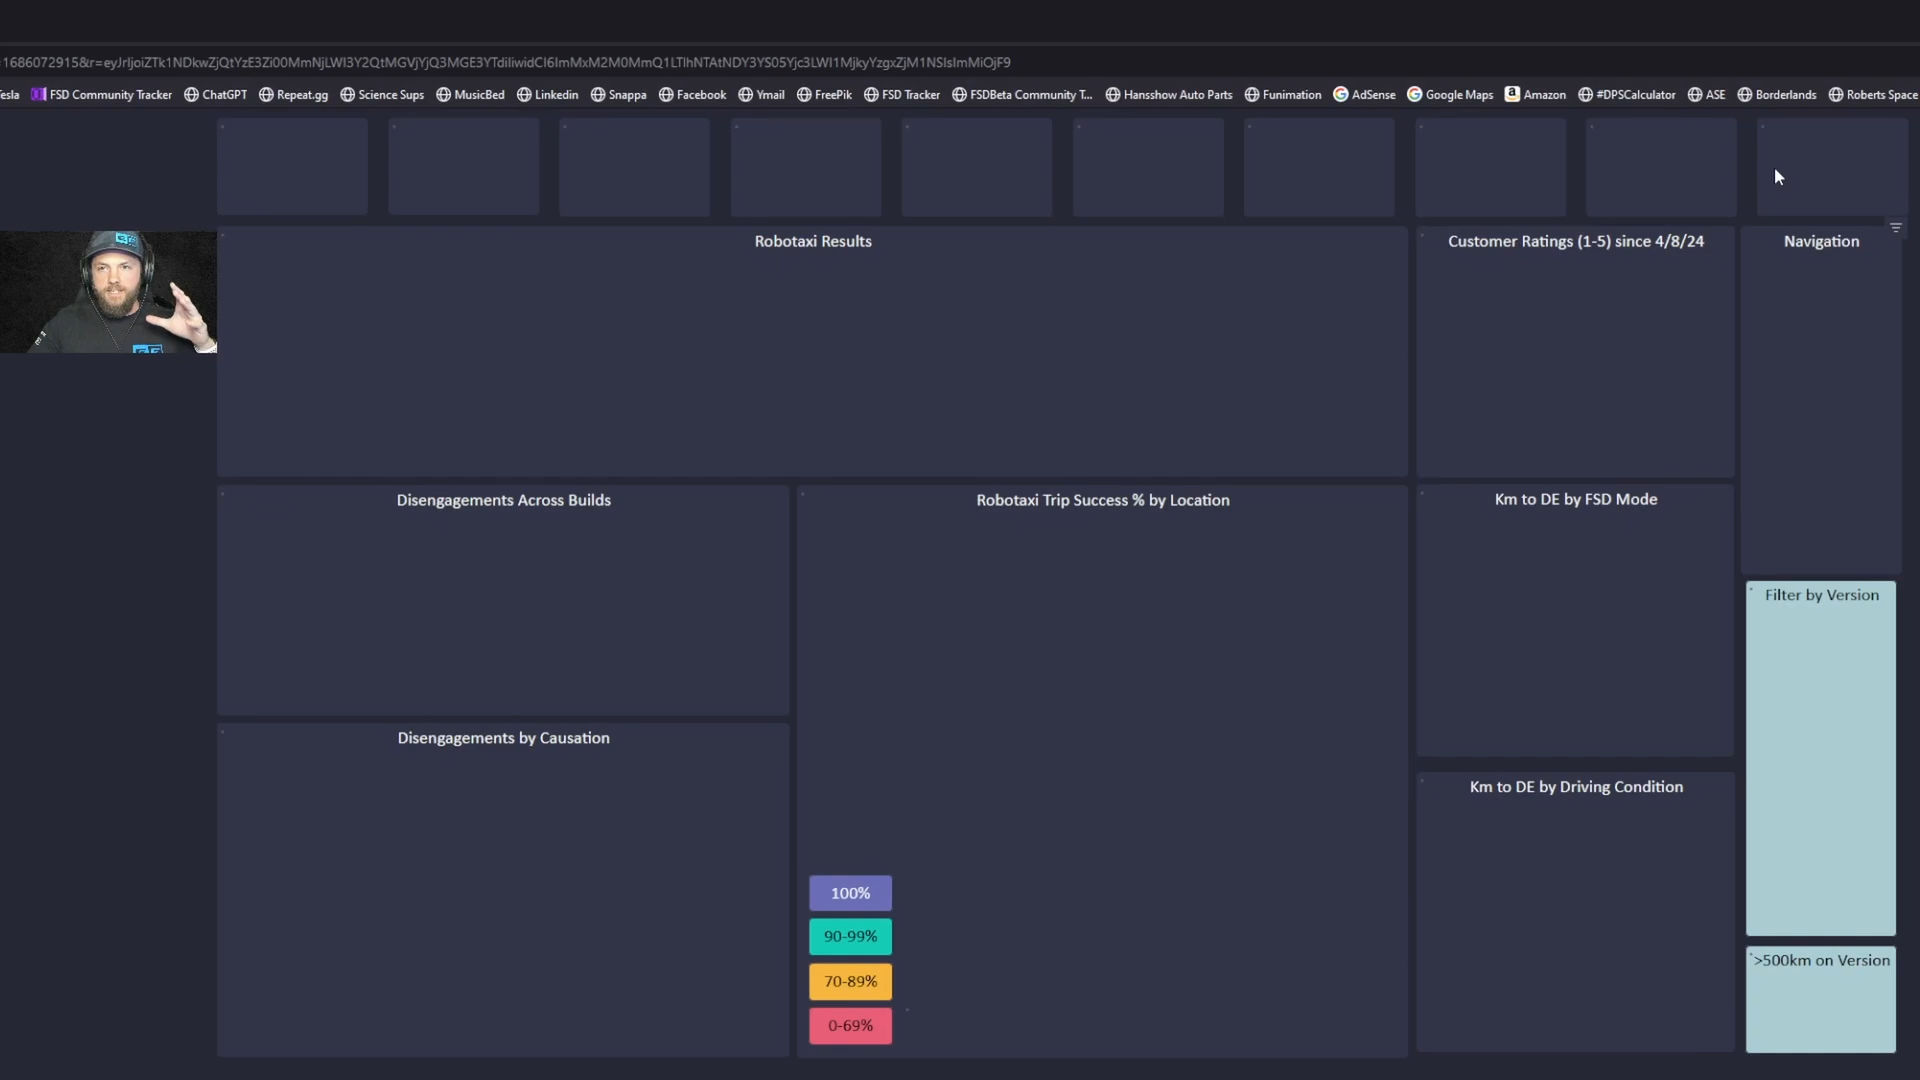 1686072915&r=eyJrIjoiZTk1NDkwZjQtYzE3Zi00MmNjLWI3Y2QtMGVjYjQ3MGE3YTdiIiwidCI6ImMxM2M0MmQ1LTlhNTAtNDY3YS05Yjc3LWI1MjkyYzgxZjM1NSIsImMiOjF9
esla FSD Community Tracker ChatGPT Repeat.gg Science Sups MusicBed Linkedin Snappa Facebook Ymail FreePik FSD Tracker FSDBeta Community T... Hansshow Auto Parts Funimation AdSense Google Maps Amazon #DPSCalculator ASE Borderlands Roberts Space
Robotaxi Results
Customer Ratings (1-5) since 4/8/24
Navigation
Disengagements Across Builds
Robotaxi Trip Success % by Location
Km to DE by FSD Mode
Filter by Version
Disengagements by Causation
Km to DE by Driving Condition
100%
90-99%
70-89%
0-69%
>500km on Version